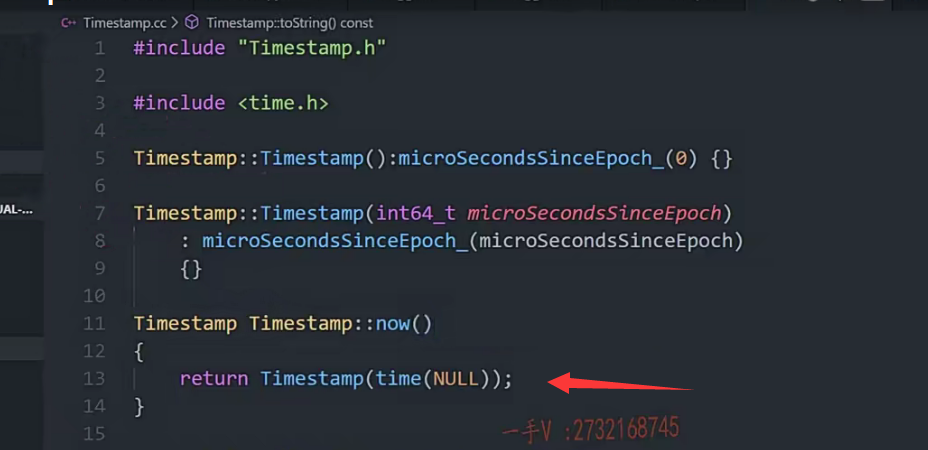 Timestamp.cc > Timestamp::toString() const
1 #include "Timestamp.h"
2
3 #include <time.h>
4
5 Timestamp::Timestamp():microSecondsSinceEpoch_(0) {}
6
7 Timestamp::Timestamp(int64_t microSecondsSinceEpoch)
8 : microSecondsSinceEpoch_(microSecondsSinceEpoch)
9 {}
10
11 Timestamp Timestamp::now()
12 {
13 return Timestamp(time(NULL));
14 }
15
UAL-...
一手V :2732168745